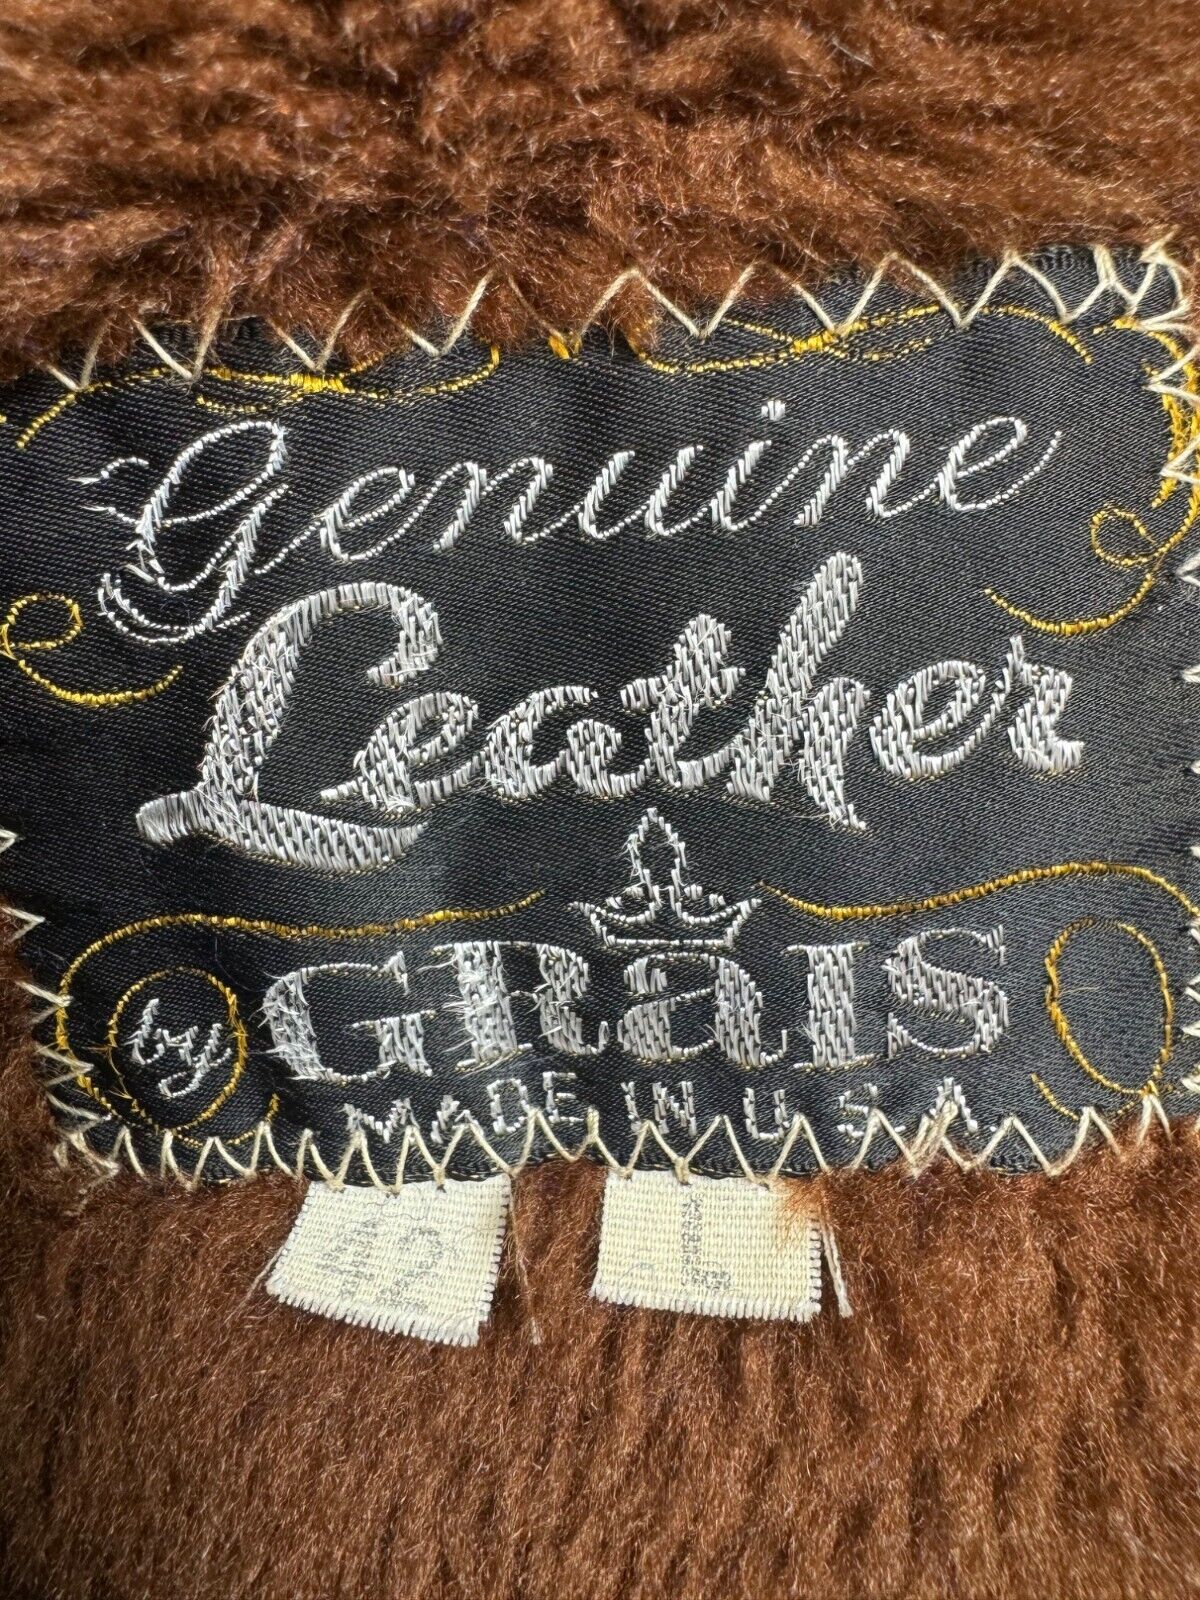 Genuine
Leather
by GRaIS
MADE IN U.S.A.